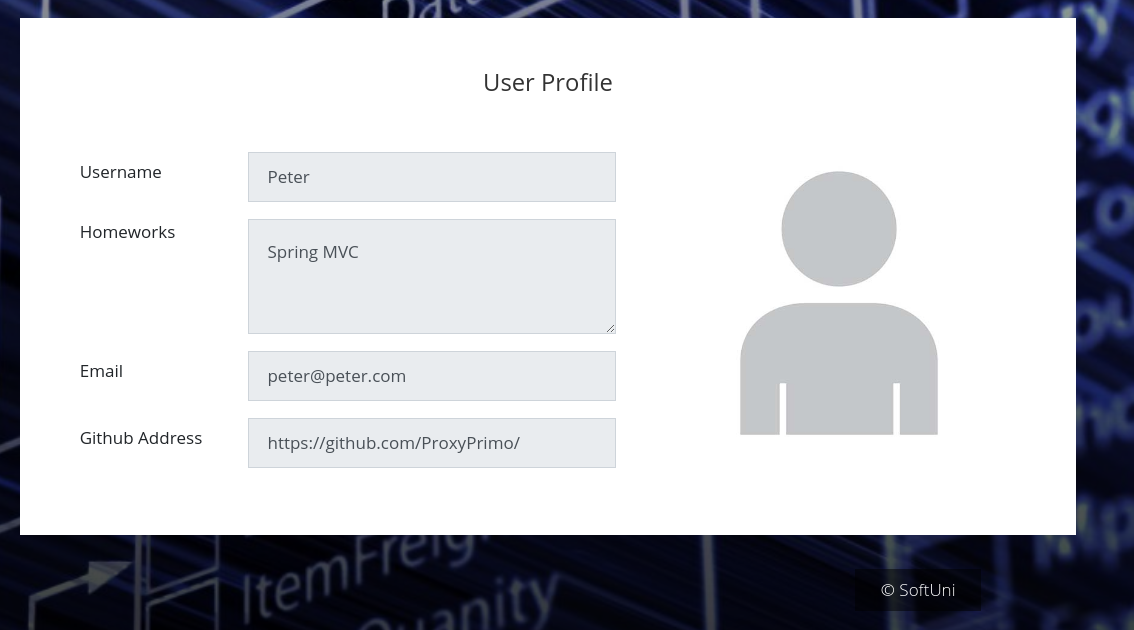 Data
User Profile
Username
Peter
Homeworks
Spring MVC
Email
peter@peter.com
Github Address
https://github.com/ProxyPrimo/
ItemFreig
Quanity
© SoftUni